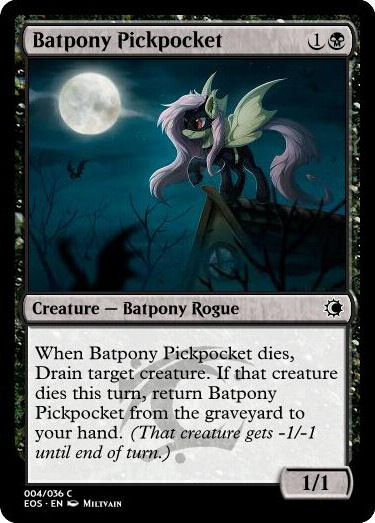 Batpony Pickpocket 1
Creature — Batpony Rogue
When Batpony Pickpocket dies,
Drain target creature. If that creature
dies this turn, return Batpony
Pickpocket from the graveyard to
your hand. (That creature gets -1/-1
until end of turn.)
1/1
004/036 C
EOS • EN Miltvain